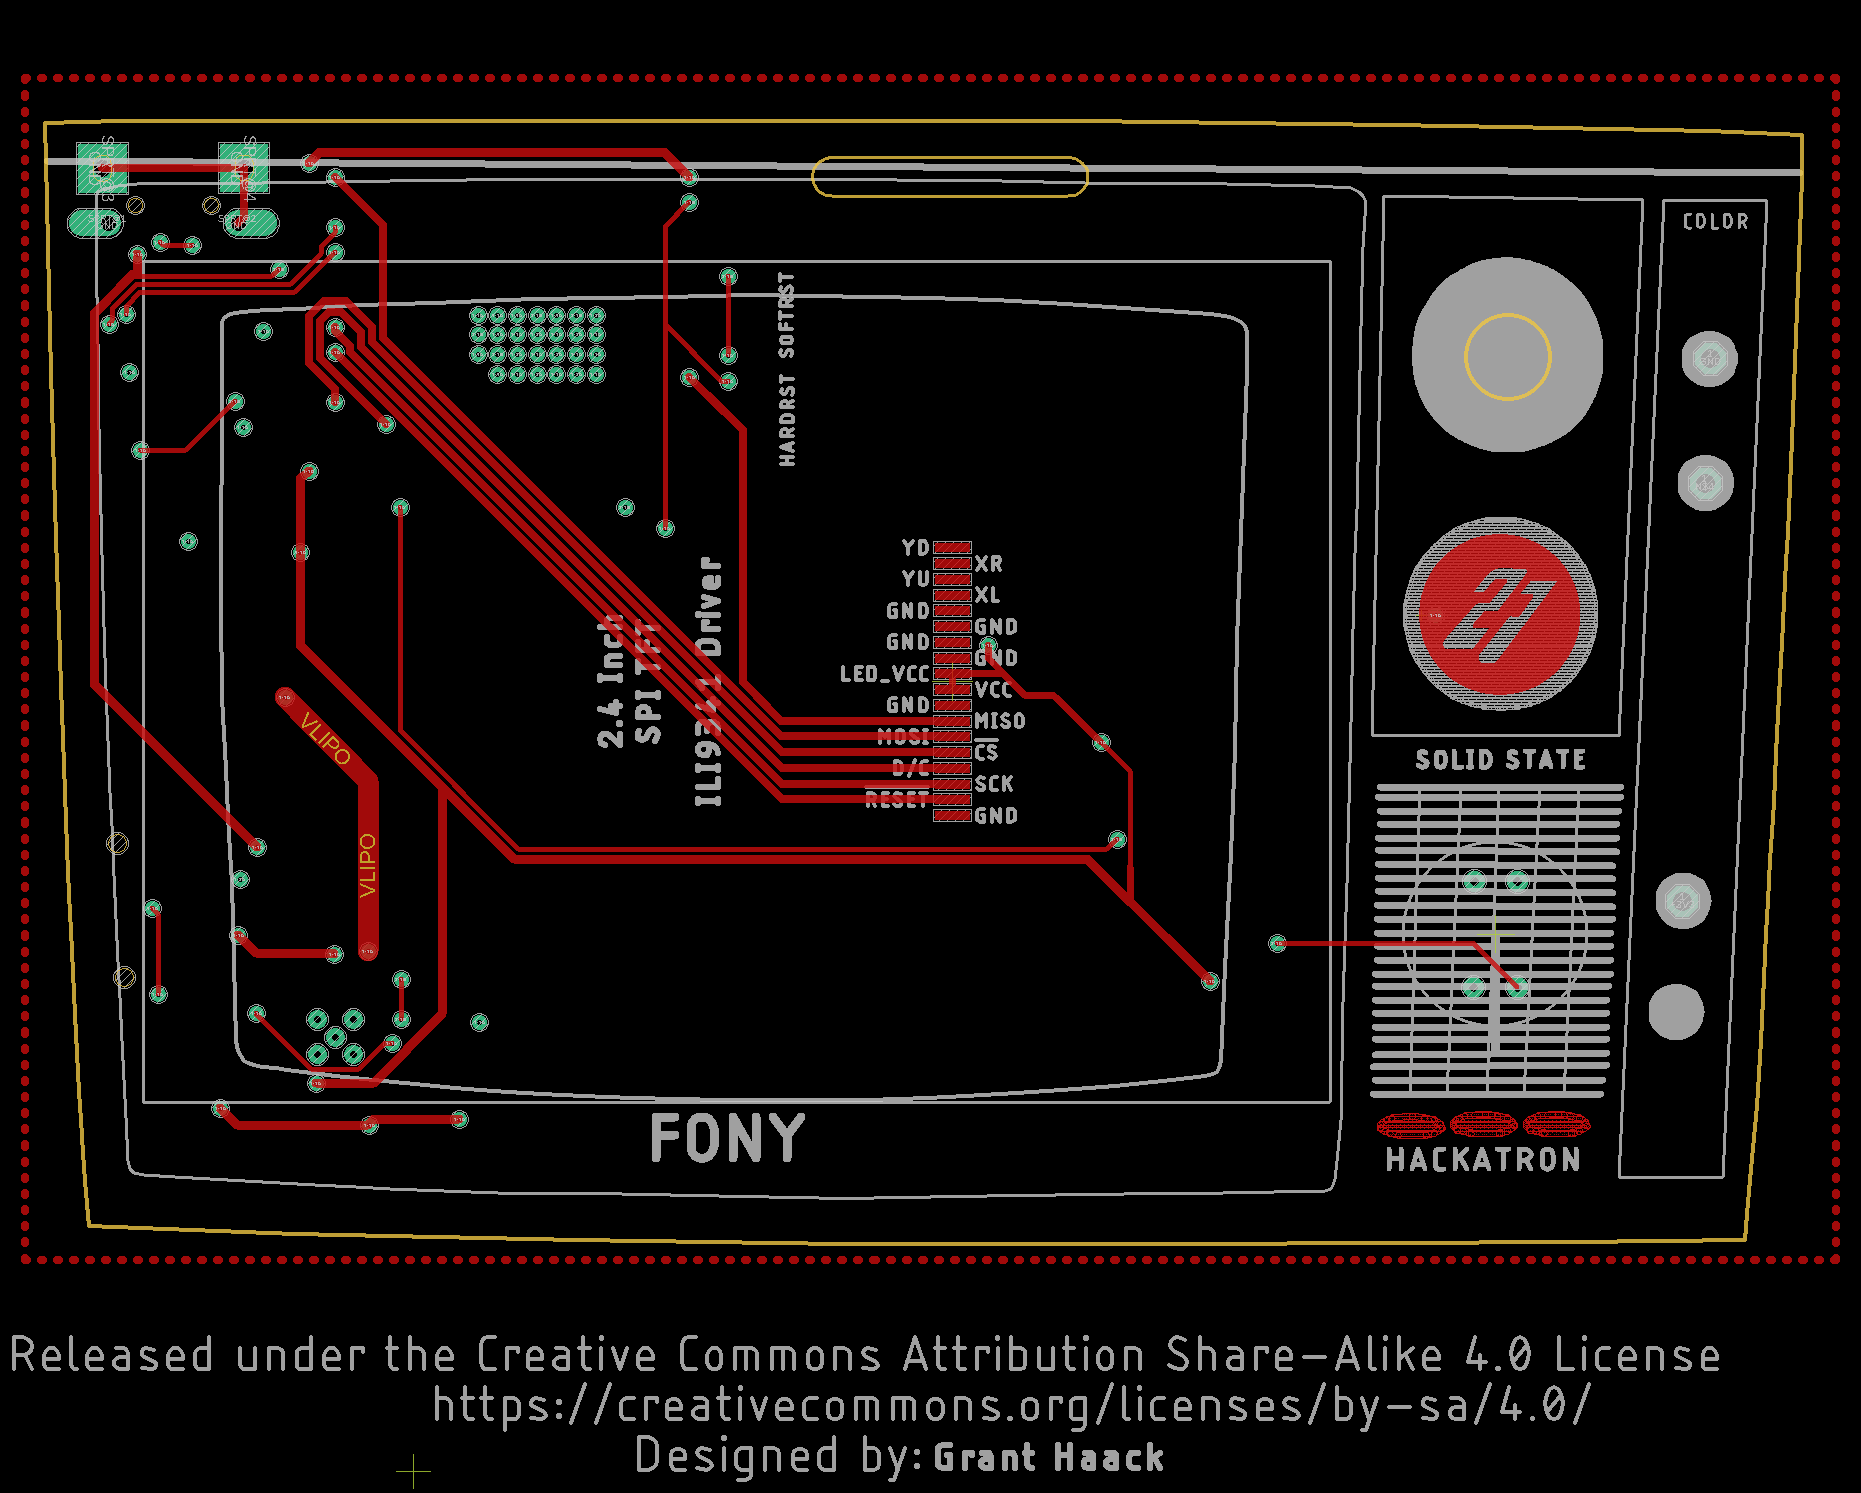 COLOR
HARDRST SOFTRST
YD
XR
YU
XL
GND
GND
GND
GND
LED_VCC
VCC
GND
MISO
MOSI
CS
D/C
SCK
RESET
GND
2.4 Inch
SPI TFT
ILI9341 Driver
VLIPO
VLIPO
SOLID STATE
FONY
HACKATRON
Released under the Creative Commons Attribution Share-Alike 4.0 License
https://creativecommons.org/licenses/by-sa/4.0/
Designed by: Grant Haack